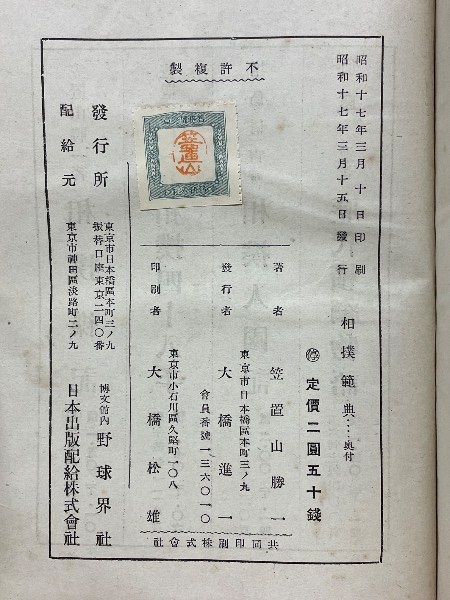 昭和十七年三月十日印刷
昭和十七年三月十五日發行
相撲範典…奧付
㊞定價二圓五十錢
不許複製
著者　笠置山勝一
東京市日本橋區本町三ノ九
發行者　大橋進一
會員番號一三六〇一〇
東京市小石川區久堅町一〇八
印刷者　大橋松雄
共同印刷株式會社
笠置山
發行所
東京市日本橋區本町三ノ九
振替口座東京二四〇番
博文館內　野球界社
配給元
東京市神田區淡路町二ノ九
日本出版配給株式會社